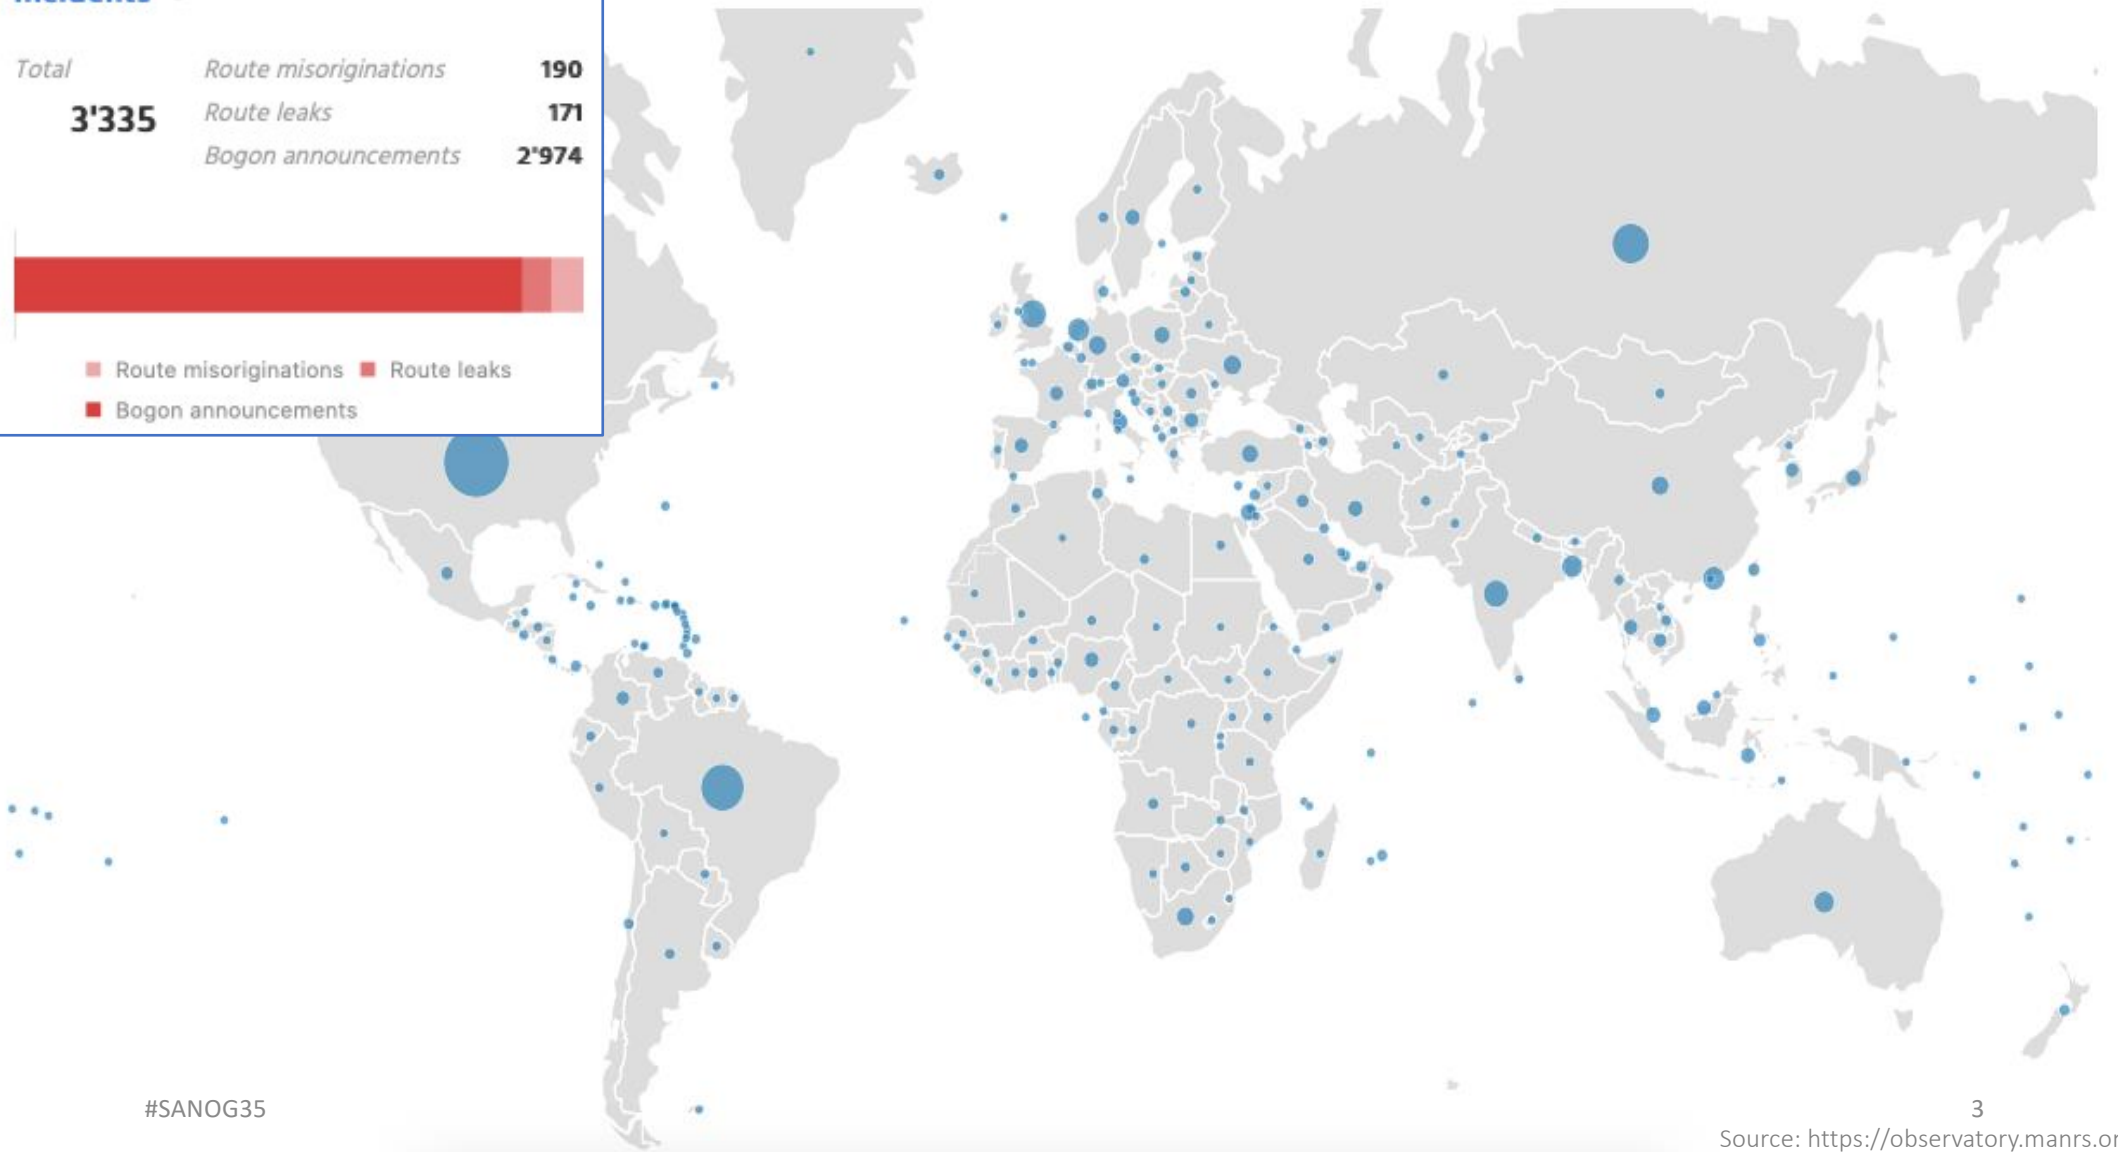 Incidents
Total
3'335
Route misoriginations 190
Route leaks 171
Bogon announcements 2'974
Route misoriginations Route leaks
Bogon announcements
#SANOG35
3
Source: https://observatory.manrs.or